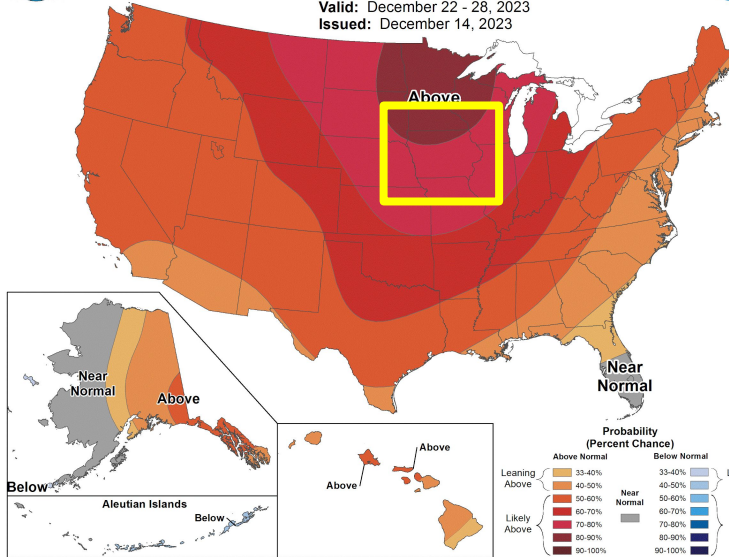 Valid: December 22 - 28, 2023
Issued: December 14, 2023
Above
Near
Normal
Near
Normal
Above
Below
Aleutian Islands
Below
Above
Above
Probability
(Percent Chance)
Above Normal
Below Normal
Leaning
Above
33-40%
40-50%
Likely
Above
50-60%
60-70%
70-80%
80-90%
90-100%
Near
Normal
33-40%
40-50%
50-60%
60-70%
70-80%
80-90%
90-100%
L